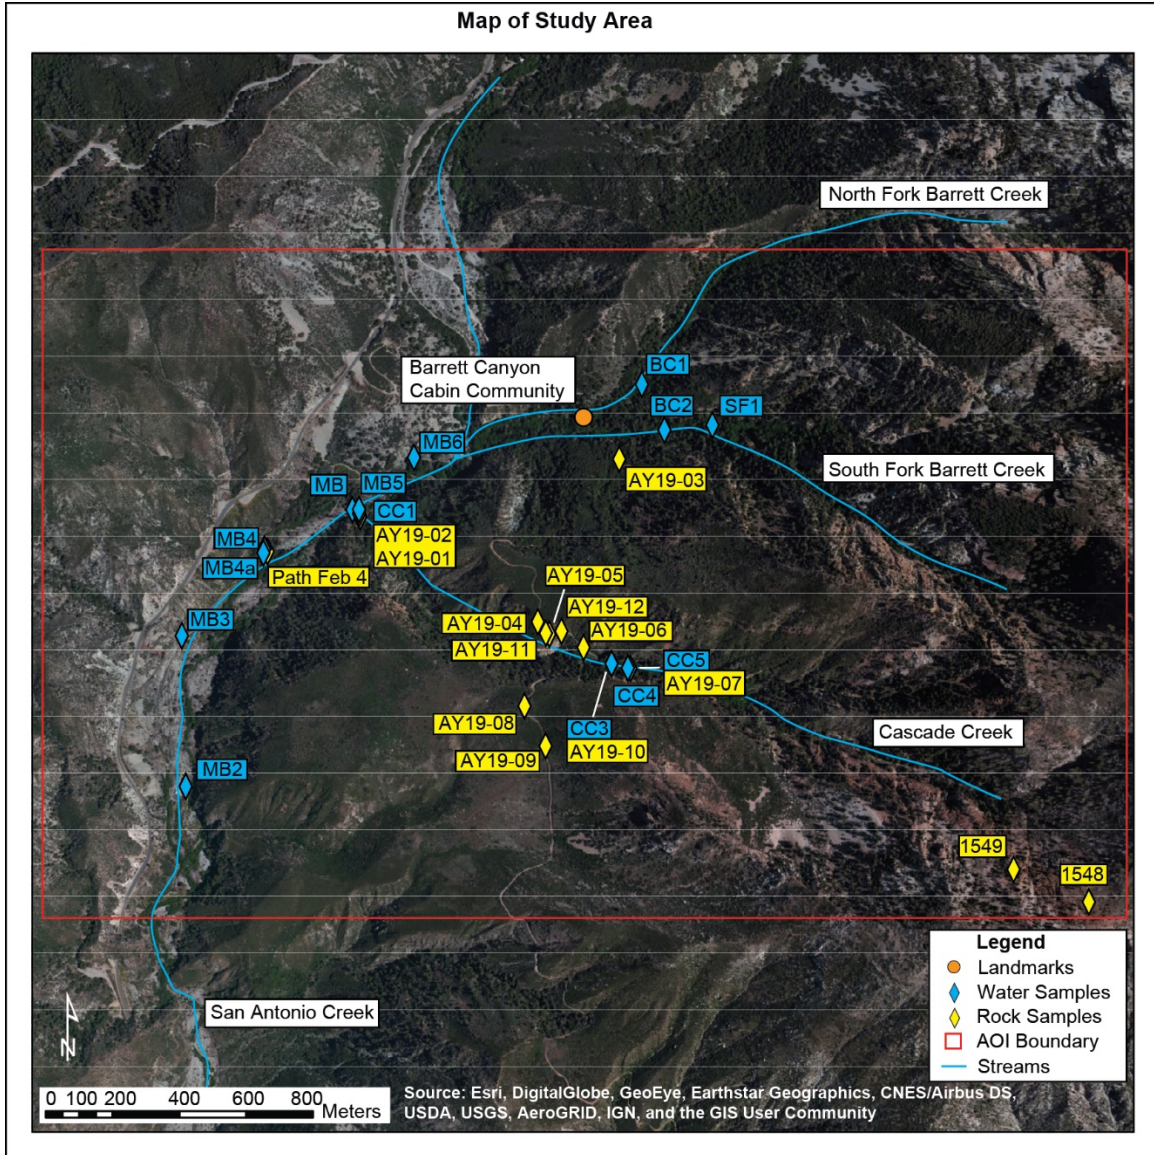 Map of Study Area
North Fork Barrett Creek
Barrett Canyon
Cabin Community
BC1
BC2
SF1
MB6
South Fork Barrett Creek
AY19-03
MB
MB5
CC1
AY19-02
AY19-01
MB4
MB4a
Path Feb 4
AY19-05
AY19-12
AY19-04
AY19-06
AY19-11
MB3
CC5
AY19-07
CC4
AY19-08
CC3
AY19-10
AY19-09
Cascade Creek
MB2
1549
1548
San Antonio Creek
N
Legend
Landmarks
Water Samples
Rock Samples
AOI Boundary
Streams
0 100 200 400 600 800
Meters
Source: Esri, DigitalGlobe, GeoEye, Earthstar Geographics, CNES/Airbus DS,
USDA, USGS, AeroGRID, IGN, and the GIS User Community